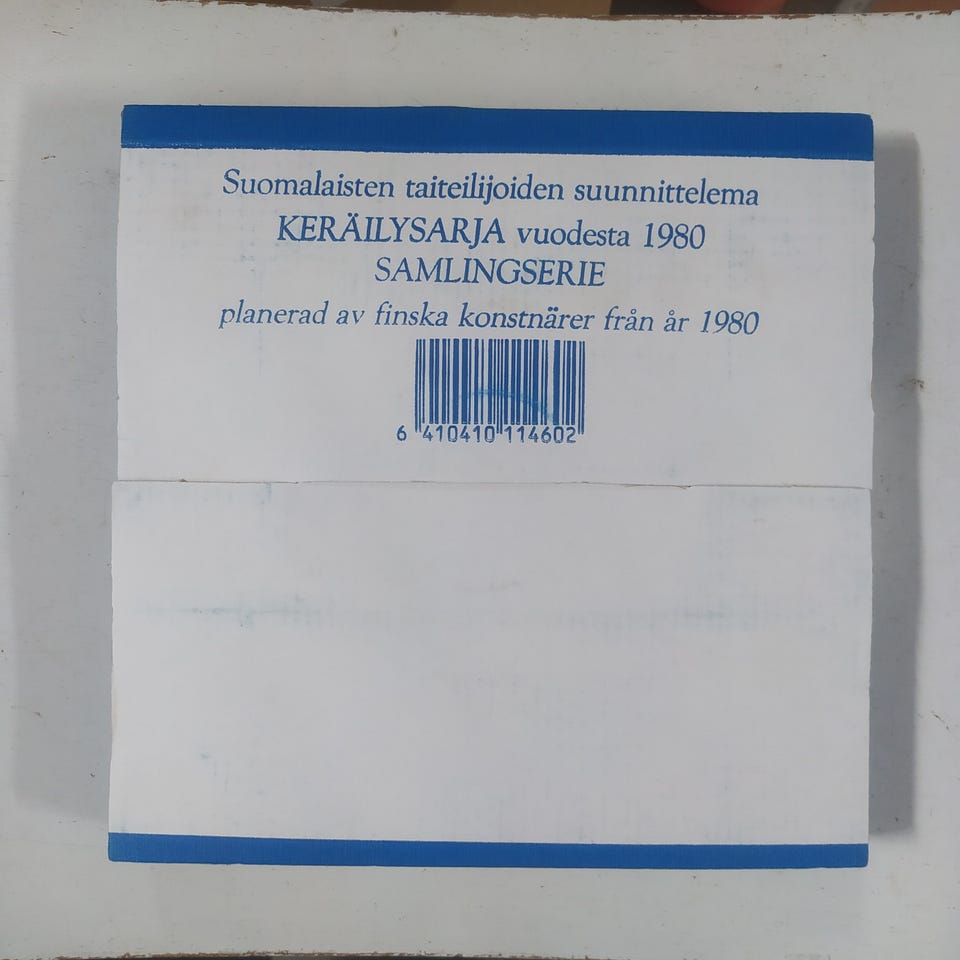 Suomalaisten taiteilijoiden suunnittelema
KERÄILYSARJA vuodesta 1980
SAMLINGSERIE
planerad av finska konstnärer från år 1980
6 410410 114602